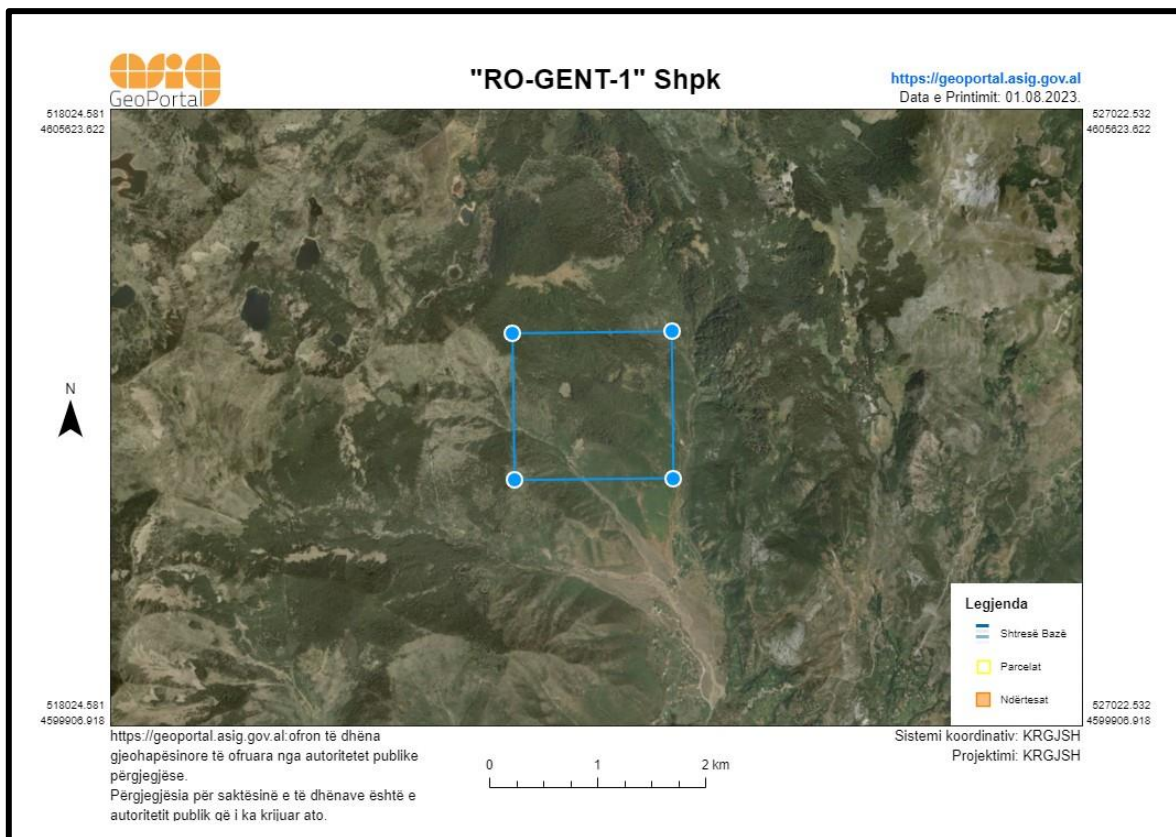 asig
GeoPortal
"RO-GENT-1" Shpk
https://geoportal.asig.gov.al
Data e Printimit: 01.08.2023.
518024.581
4605623.622
527022.532
4605623.622
N
Legjenda
Shtresë Bazë
Parcelat
Ndërtesat
518024.581
4599906.918
527022.532
4599906.918
https://geoportal.asig.gov.al:ofron të dhëna
gjeohapësinore të ofruara nga autoritetet publike
përgjegjëse.
Përgjegjësia për saktësinë e të dhënave është e
autoritetit publik që i ka krijuar ato.
0 1 2 km
Sistemi koordinativ: KRGJSH
Projektimi: KRGJSH